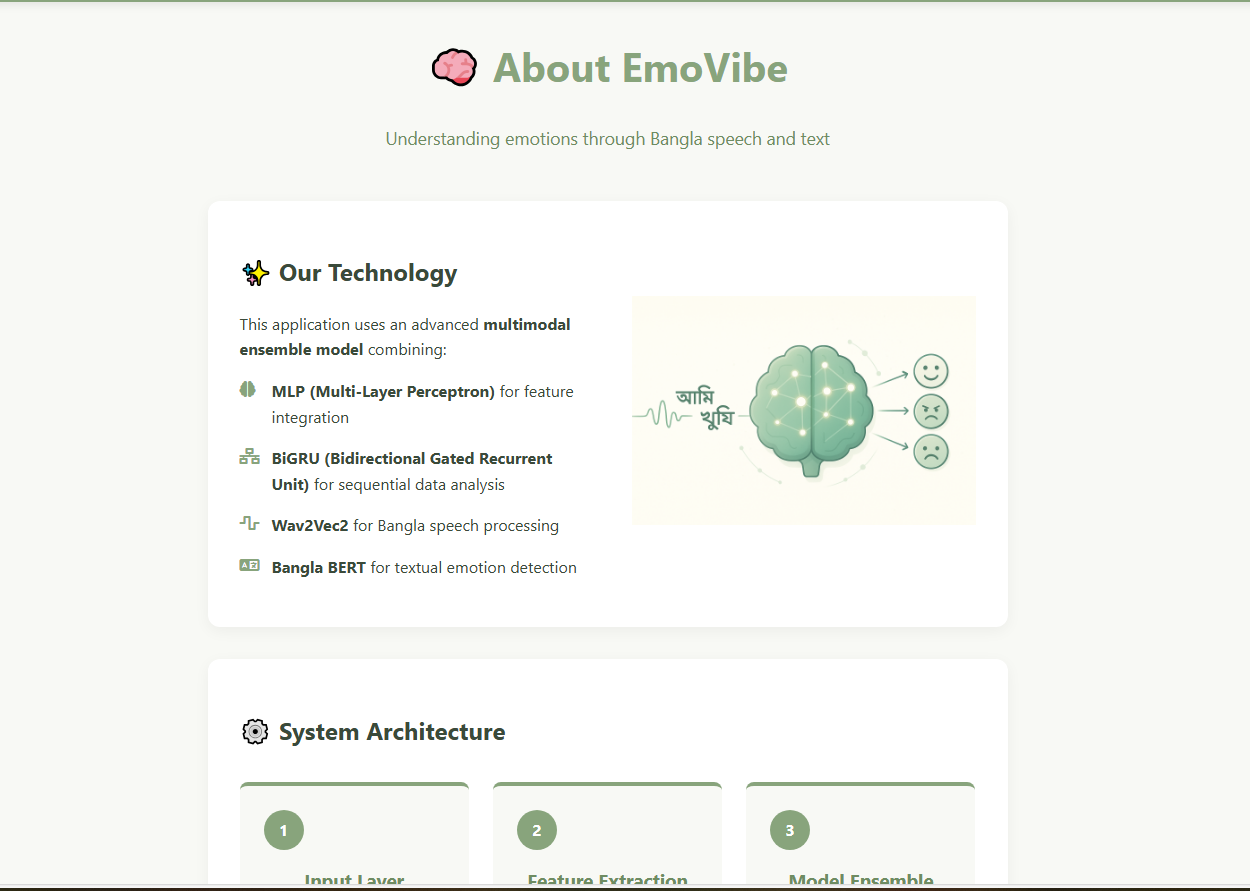 About EmoVibe
Understanding emotions through Bangla speech and text
Our Technology
This application uses an advanced multimodal
ensemble model combining:
MLP (Multi-Layer Perceptron) for feature
integration
BiGRU (Bidirectional Gated Recurrent
Unit) for sequential data analysis
Wav2Vec2 for Bangla speech processing
Bangla BERT for textual emotion detection
আমি
খুযি
System Architecture
1
2
3
Input Layer
Feature Extraction
Model Ensemble